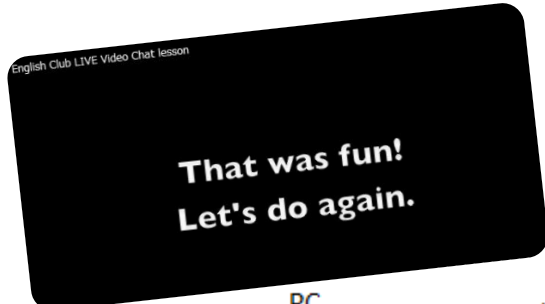 English Club LIVE Video Chat lesson
That was fun!
Let's do again.
PC